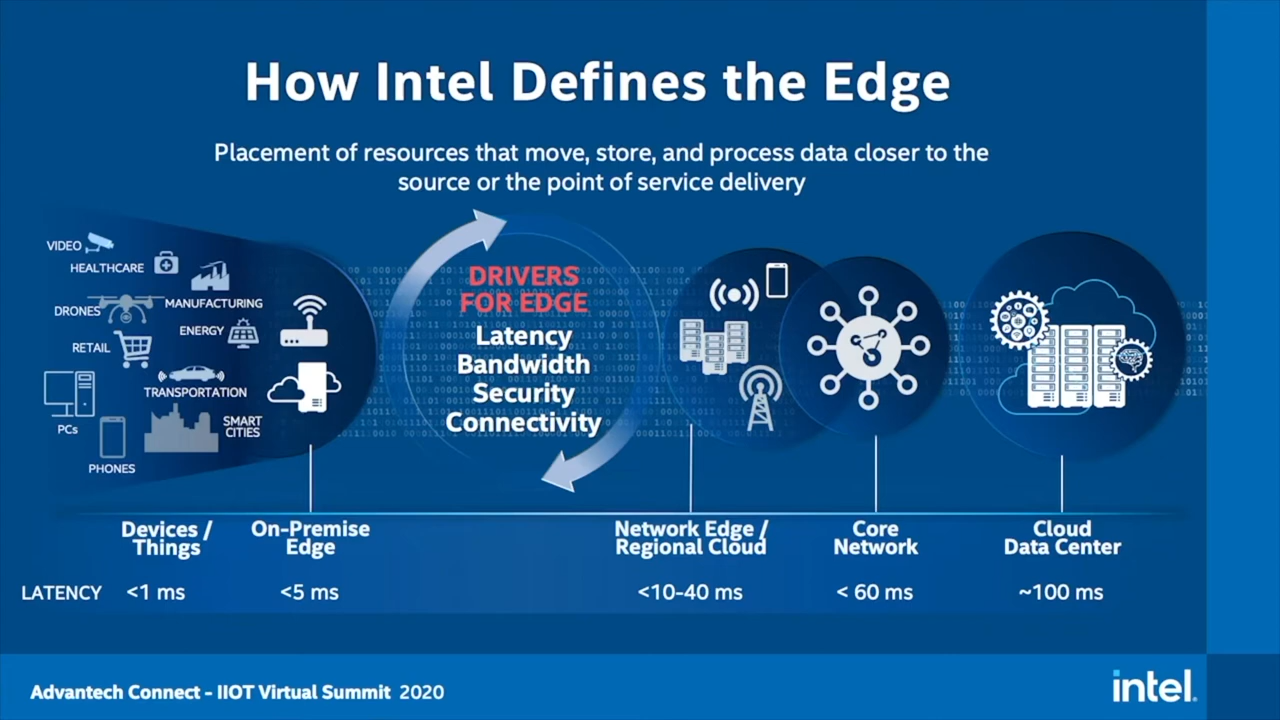 How Intel Defines the Edge
Placement of resources that move, store, and process data closer to the
source or the point of service delivery
VIDEO
HEALTHCARE
MANUFACTURING
DRONES
ENERGY
RETAIL
TRANSPORTATION
PCs
SMART
CITIES
PHONES
DRIVERS
FOR EDGE
Latency
Bandwidth
Security
Connectivity
Devices /
Things
On-Premise
Edge
Network Edge /
Regional Cloud
Core
Network
Cloud
Data Center
LATENCY <1 ms <5 ms <10-40 ms < 60 ms ~100 ms
Advantech Connect – IIOT Virtual Summit 2020
intel.